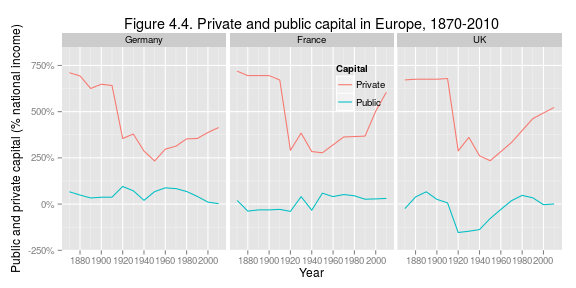 Figure 4.4. Private and public capital in Europe, 1870-2010
Germany France UK
Public and private capital (% national income)
750%
500%
250%
0%
-250%
Capital
Private
Public
1880 1900 1920 1940 1960 1980 2000 1880 1900 1920 1940 1960 1980 2000 1880 1900 1920 1940 1960 1980 2000
Year